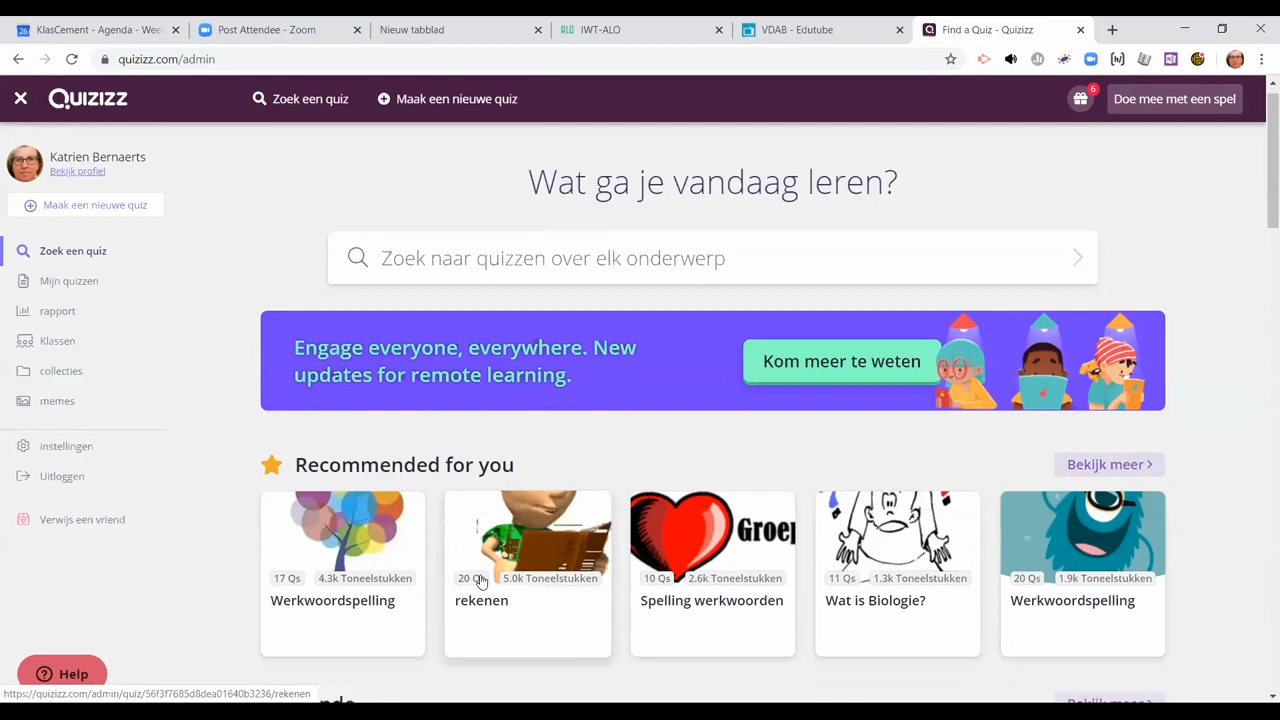 KlasCement - Agenda - Wee
Post Attendee - Zoom
Nieuw tabblad
ALO IWT-ALO
VDAB - Edutube
Find a Quiz - Quizizz
quizizz.com/admin
Quizizz
Zoek een quiz
Maak een nieuwe quiz
6
Doe mee met een spel
Katrien Bernaerts
Bekijk profiel
Maak een nieuwe quiz
Zoek een quiz
Mijn quizzen
rapport
Klassen
collecties
memes
instellingen
Uitloggen
Verwijs een vriend
Help
Wat ga je vandaag leren?
Zoek naar quizzen over elk onderwerp
Engage everyone, everywhere. New
updates for remote learning.
Kom meer te weten
Recommended for you
Bekijk meer
17 Qs 4.3k Toneelstukken
Werkwoordspelling
20 Qs 5.0k Toneelstukken
rekenen
Groep
10 Qs 2.6k Toneelstukken
Spelling werkwoorden
11 Qs 1.3k Toneelstukken
Wat is Biologie?
20 Qs 1.9k Toneelstukken
Werkwoordspelling
Bekijk meer
https://quizizz.com/admin/quiz/56f3f7685d8dea01640b3236/rekenen